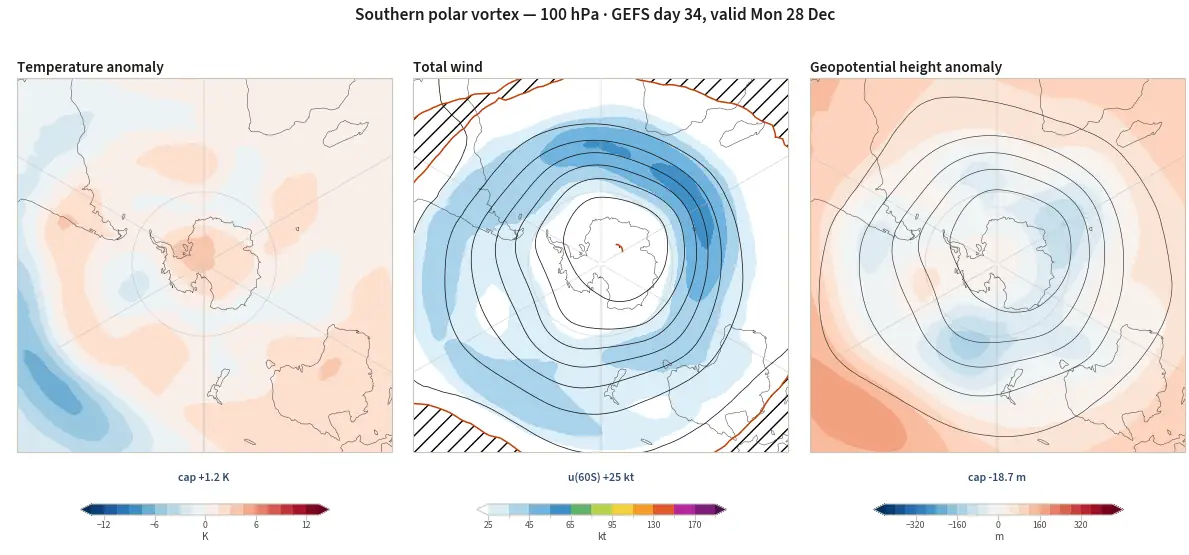 Southern polar vortex — 100 hPa · GEFS day 34, valid Mon 28 Dec
Temperature anomaly
Total wind
Geopotential height anomaly
cap +1.2 K
u(60S) +25 kt
cap -18.7 m
−12 −6 0 6 12
K
25 45 65 95 130 170
kt
−320 −160 0 160 320
m